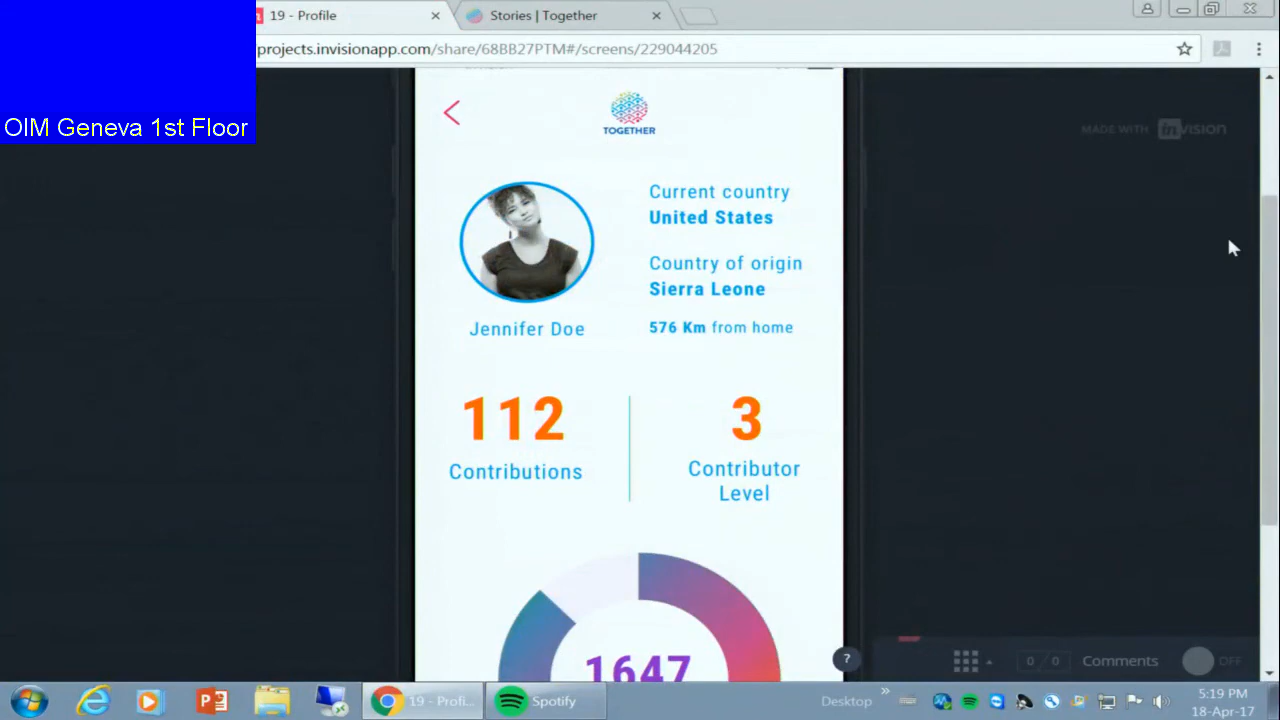 19 - Profile
Stories | Together
projects.invisionapp.com/share/68BB27PTM#/screens/229044205
OIM Geneva 1st Floor
TOGETHER
MADE WITH invision
Current country
United States
Country of origin
Sierra Leone
576 Km from home
Jennifer Doe
112
Contributions
3
Contributor
Level
1647
?
0 / 0
Comments
OFF
19 - Profi...
Spotify
Desktop
5:19 PM
18-Apr-17